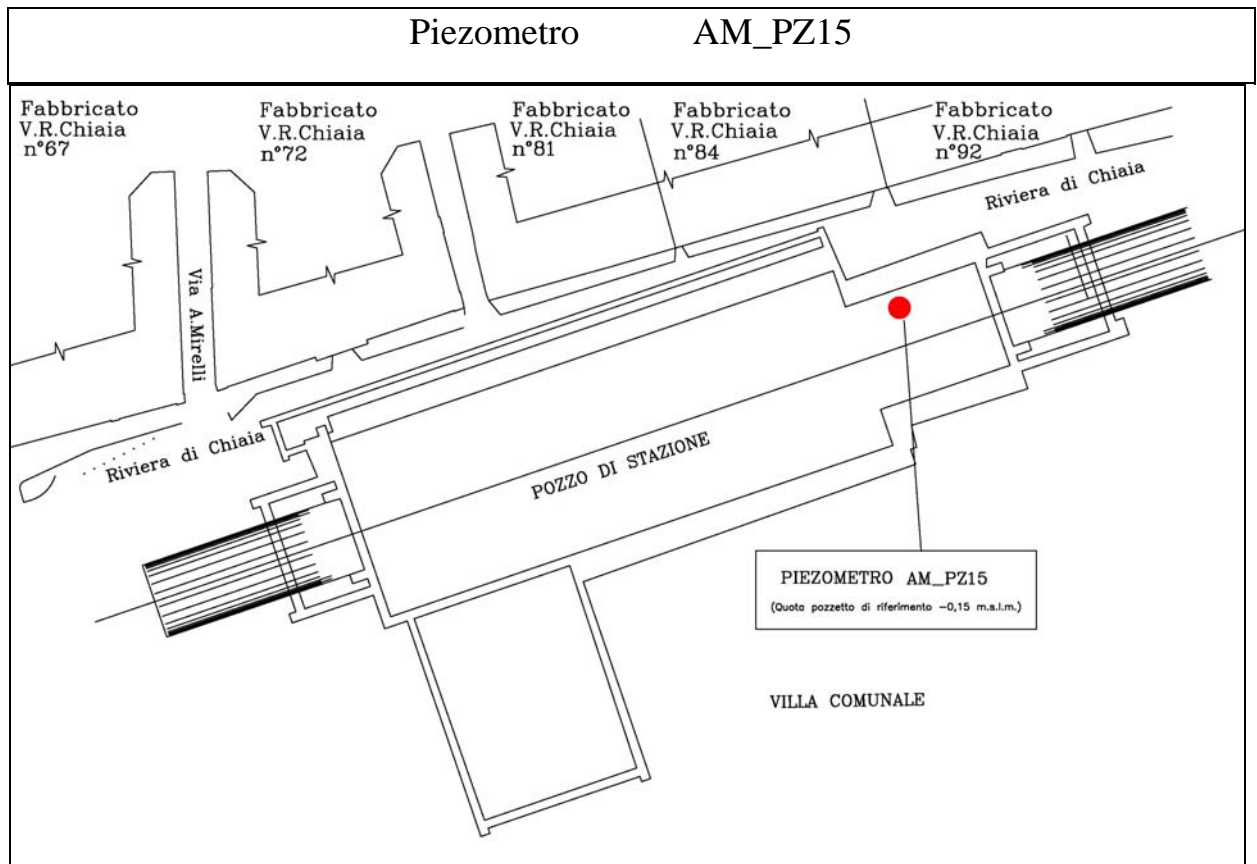 Piezometro AM_PZ15
Fabbricato
V.R.Chiaia
n°67
Fabbricato
V.R.Chiaia
n°72
Fabbricato
V.R.Chiaia
n°81
Fabbricato
V.R.Chiaia
n°84
Fabbricato
V.R.Chiaia
n°92
Riviera di Chiaia
Via A.Mirelli
Riviera di Chiaia
POZZO DI STAZIONE
PIEZOMETRO AM_PZ15
(Quota pozzetto di riferimento -0,15 m.s.l.m.)
VILLA COMUNALE